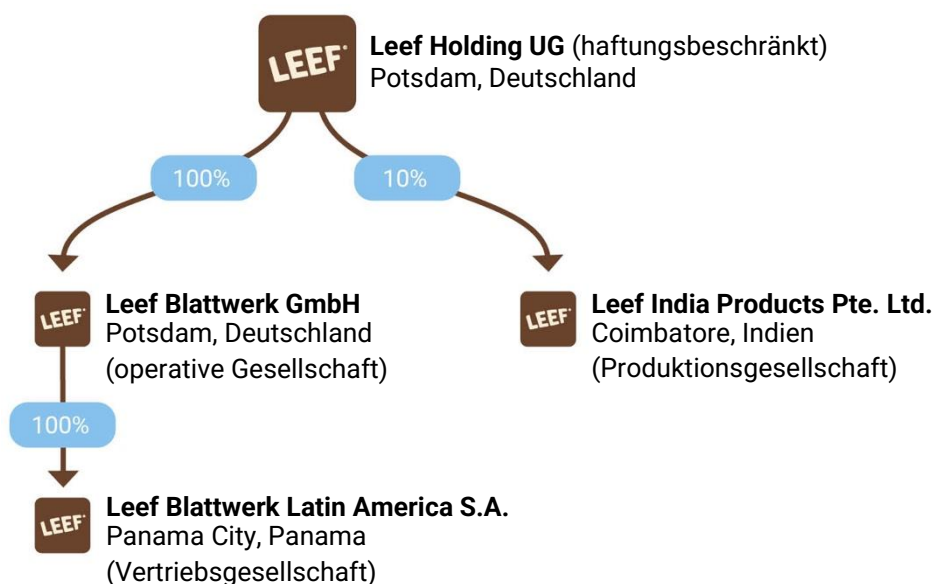 LEEF
Leef Holding UG (haftungsbeschränkt)
Potsdam, Deutschland
100%
10%
LEEF
Leef Blattwerk GmbH
Potsdam, Deutschland
(operative Gesellschaft)
LEEF
Leef India Products Pte. Ltd.
Coimbatore, Indien
(Produktionsgesellschaft)
100%
LEEF
Leef Blattwerk Latin America S.A.
Panama City, Panama
(Vertriebsgesellschaft)